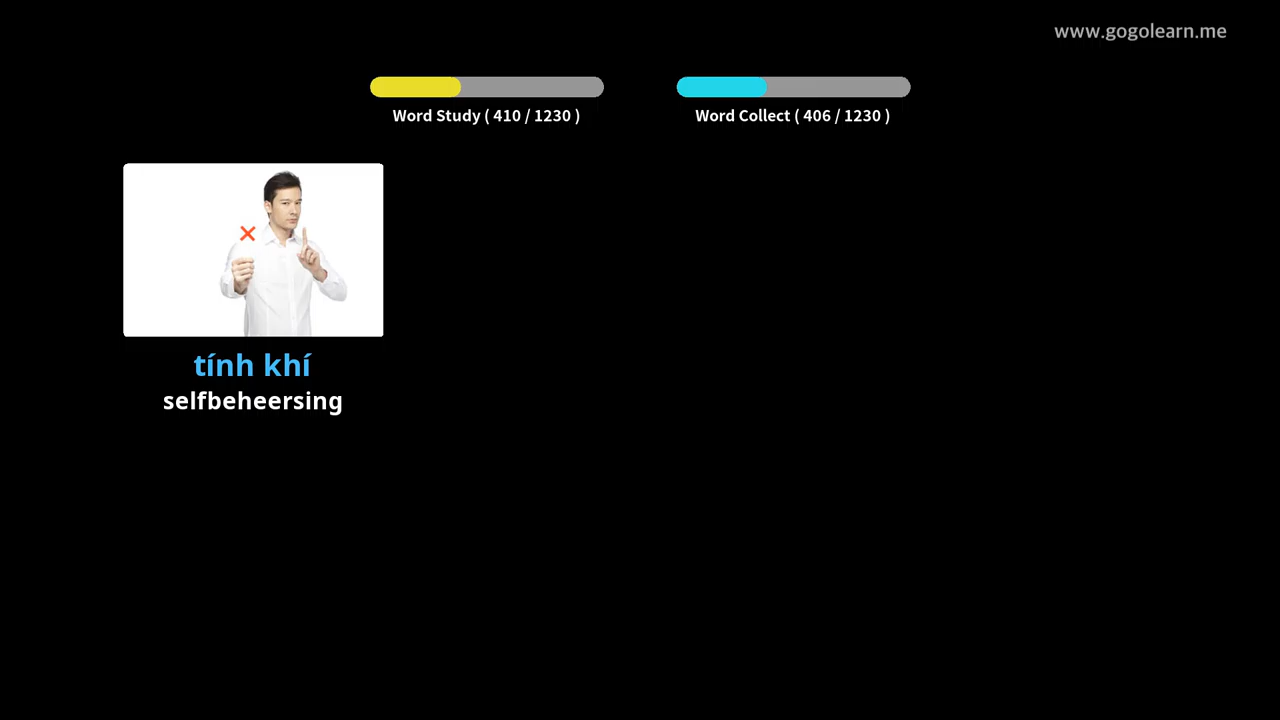 www.gogolearn.me
Word Study ( 410 / 1230 )
Word Collect ( 406 / 1230 )
tính khí
selfbeheersing